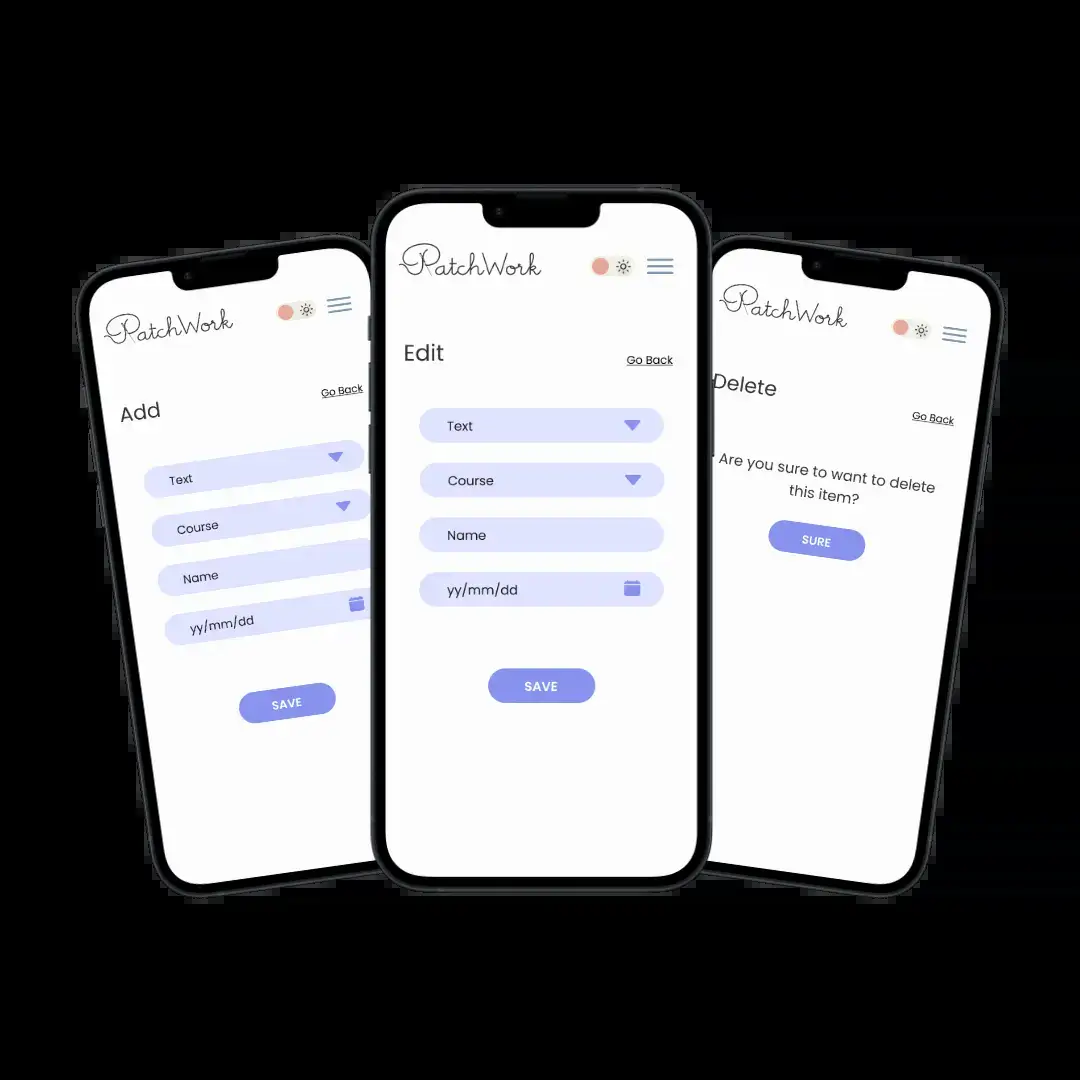 PatchWork
Add
Go Back
Text
Course
Name
yy/mm/dd
SAVE
PatchWork
Edit
Go Back
Text
Course
Name
yy/mm/dd
SAVE
PatchWork
Delete
Go Back
Are you sure to want to delete
this item?
SURE